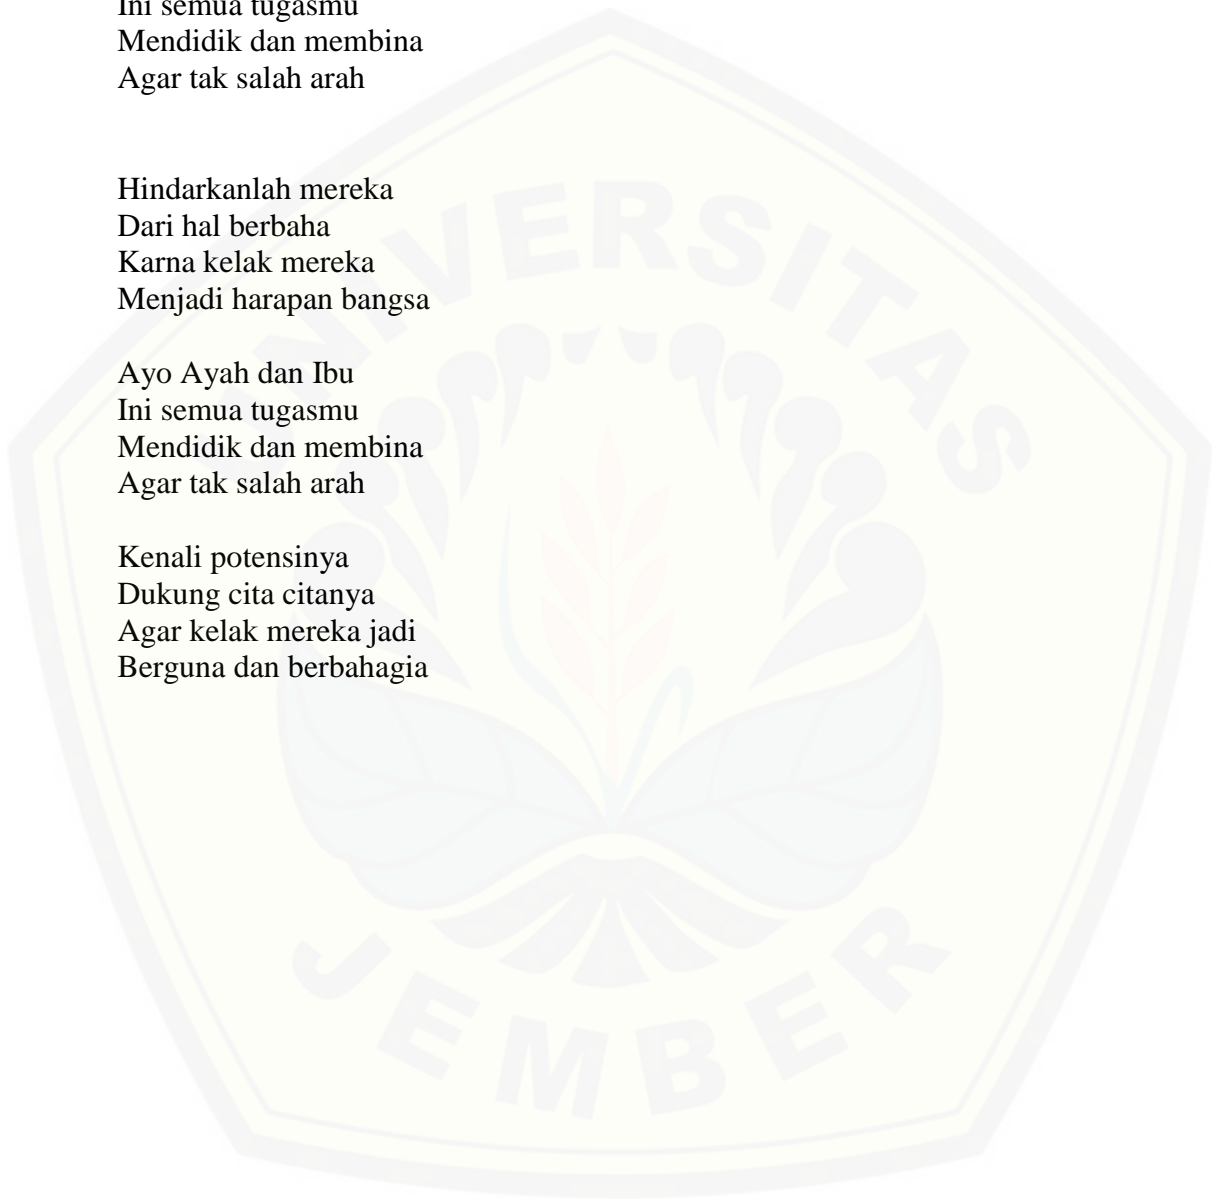 Ini semua tugasmu
Mendidik dan membina
Agar tak salah arah
Hindarkanlah mereka
Dari hal berbaha
Karna kelak mereka
Menjadi harapan bangsa
Ayo Ayah dan Ibu
Ini semua tugasmu
Mendidik dan membina
Agar tak salah arah
Kenali potensinya
Dukung cita citanya
Agar kelak mereka jadi
Berguna dan berbahagia
UNIVERSITAS
JEMBER